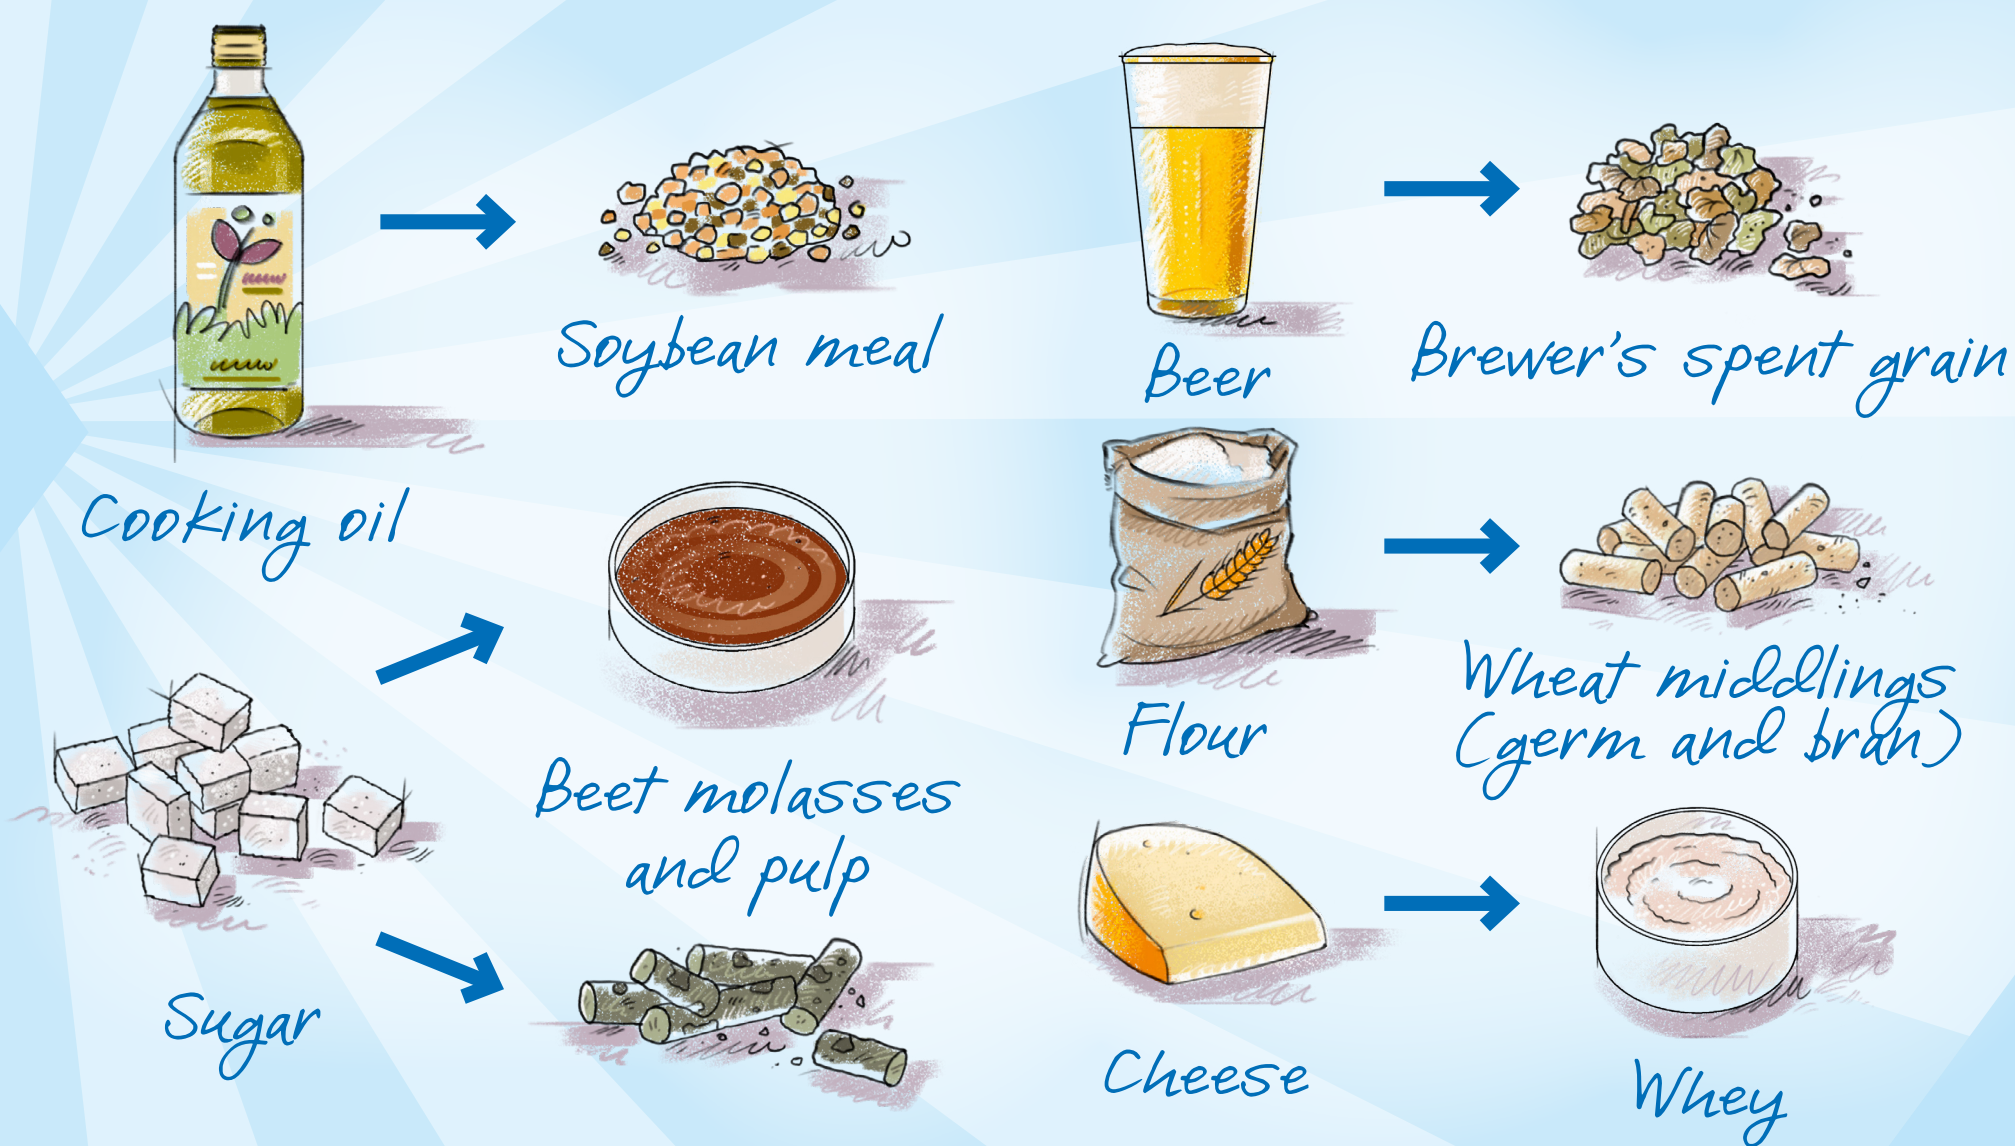 Cooking oil
Soybean meal
Sugar
Beet molasses
and pulp
Beer
Brewer's spent grain
Flour
Wheat middlings
(germ and bran)
Cheese
Whey